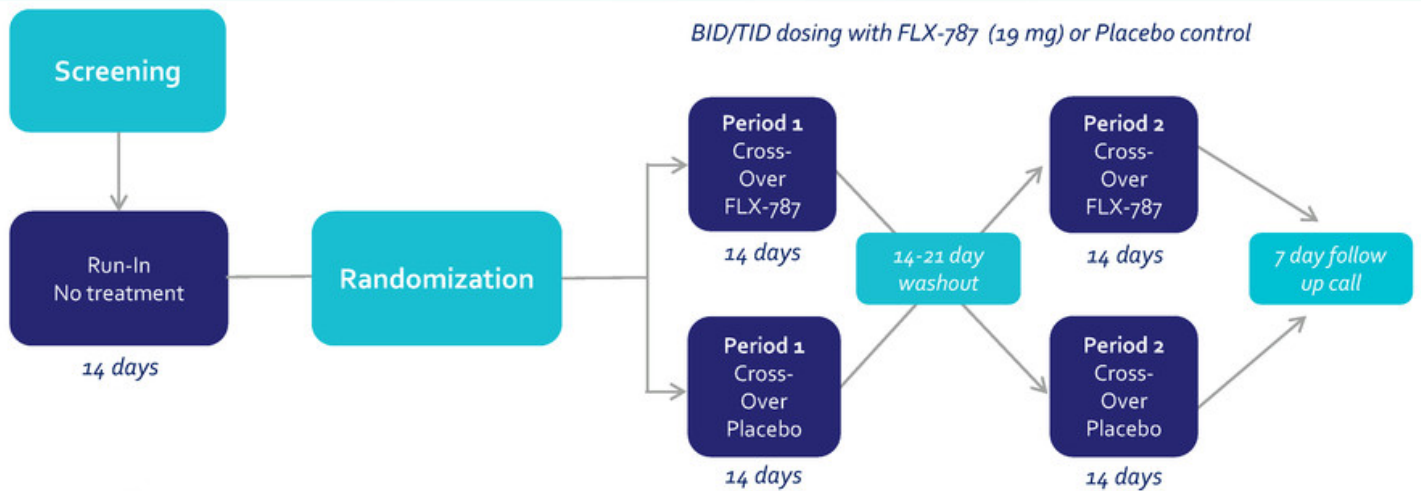 BID/TID dosing with FLX-787 (19 mg) or Placebo control
Screening
Run-In
No treatment
14 days
Randomization
Period 1
Cross-
Over
FLX-787
14 days
Period 1
Cross-
Over
Placebo
14 days
14-21 day
washout
Period 2
Cross-
Over
FLX-787
14 days
Period 2
Cross-
Over
Placebo
14 days
7 day follow
up call